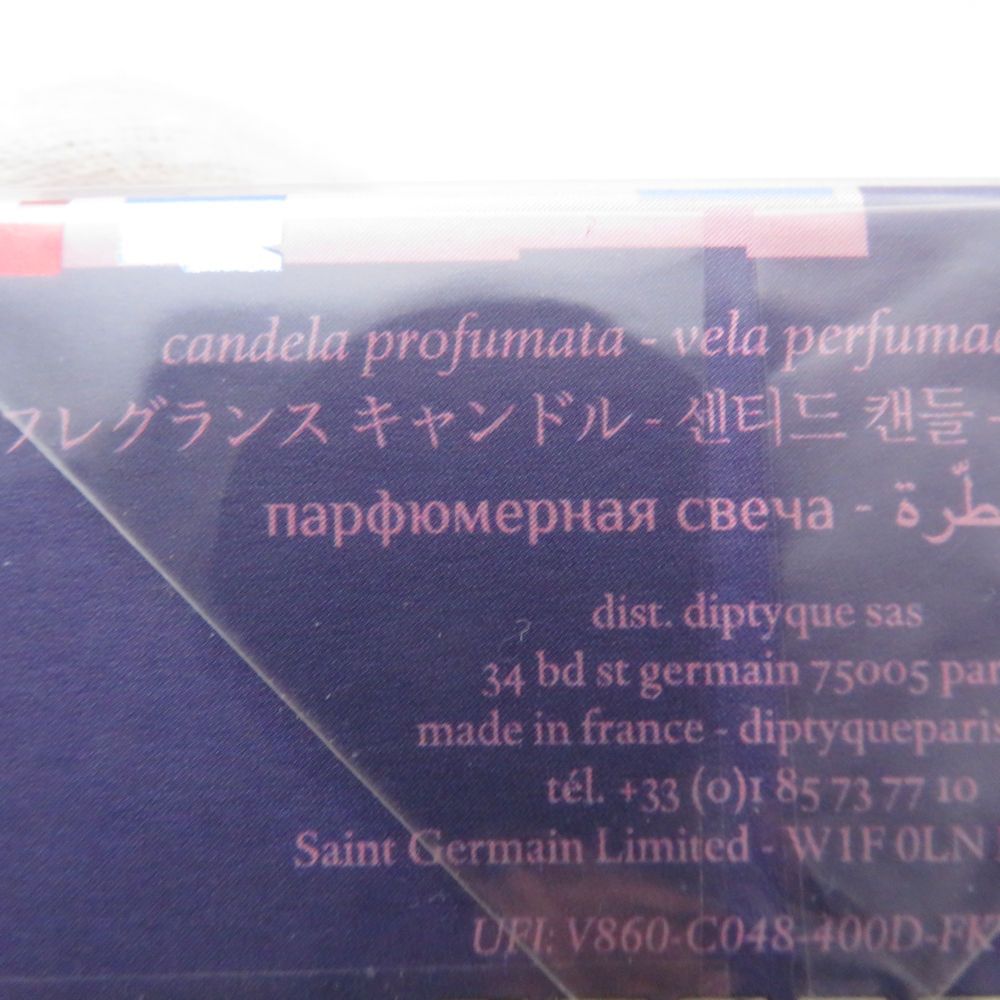 candela profumata - vela perfumad
フレグランス キャンドル - 센티드 캔들 -
парфюмерная свеча - طّرة
dist. diptyque sas
34 bd st germain 75005 par
made in france - diptyqueparis
tél. +33 (0)1 85 73 77 10
Saint Germain Limited - W1F 0LN
UFI: V860-C048-400D-FK